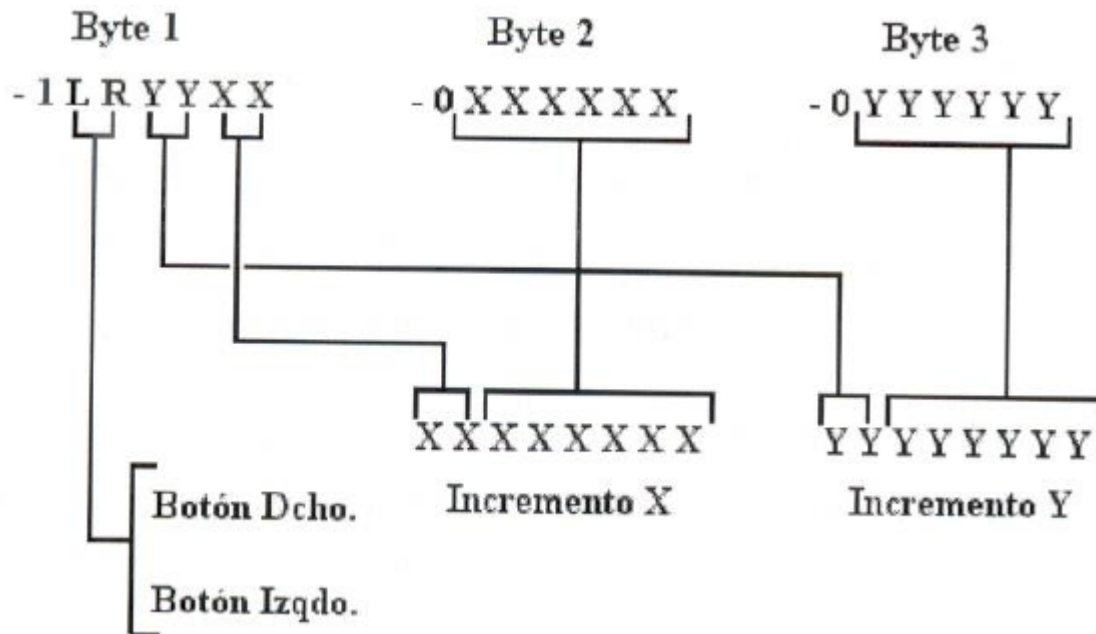 Byte 1
Byte 2
Byte 3
- 1 L R Y Y X X
- 0 X X X X X X
- 0 Y Y Y Y Y Y
X X X X X X X X
Y Y Y Y Y Y Y Y
Incremento X
Incremento Y
Botón Dcho.
Botón Izqdo.